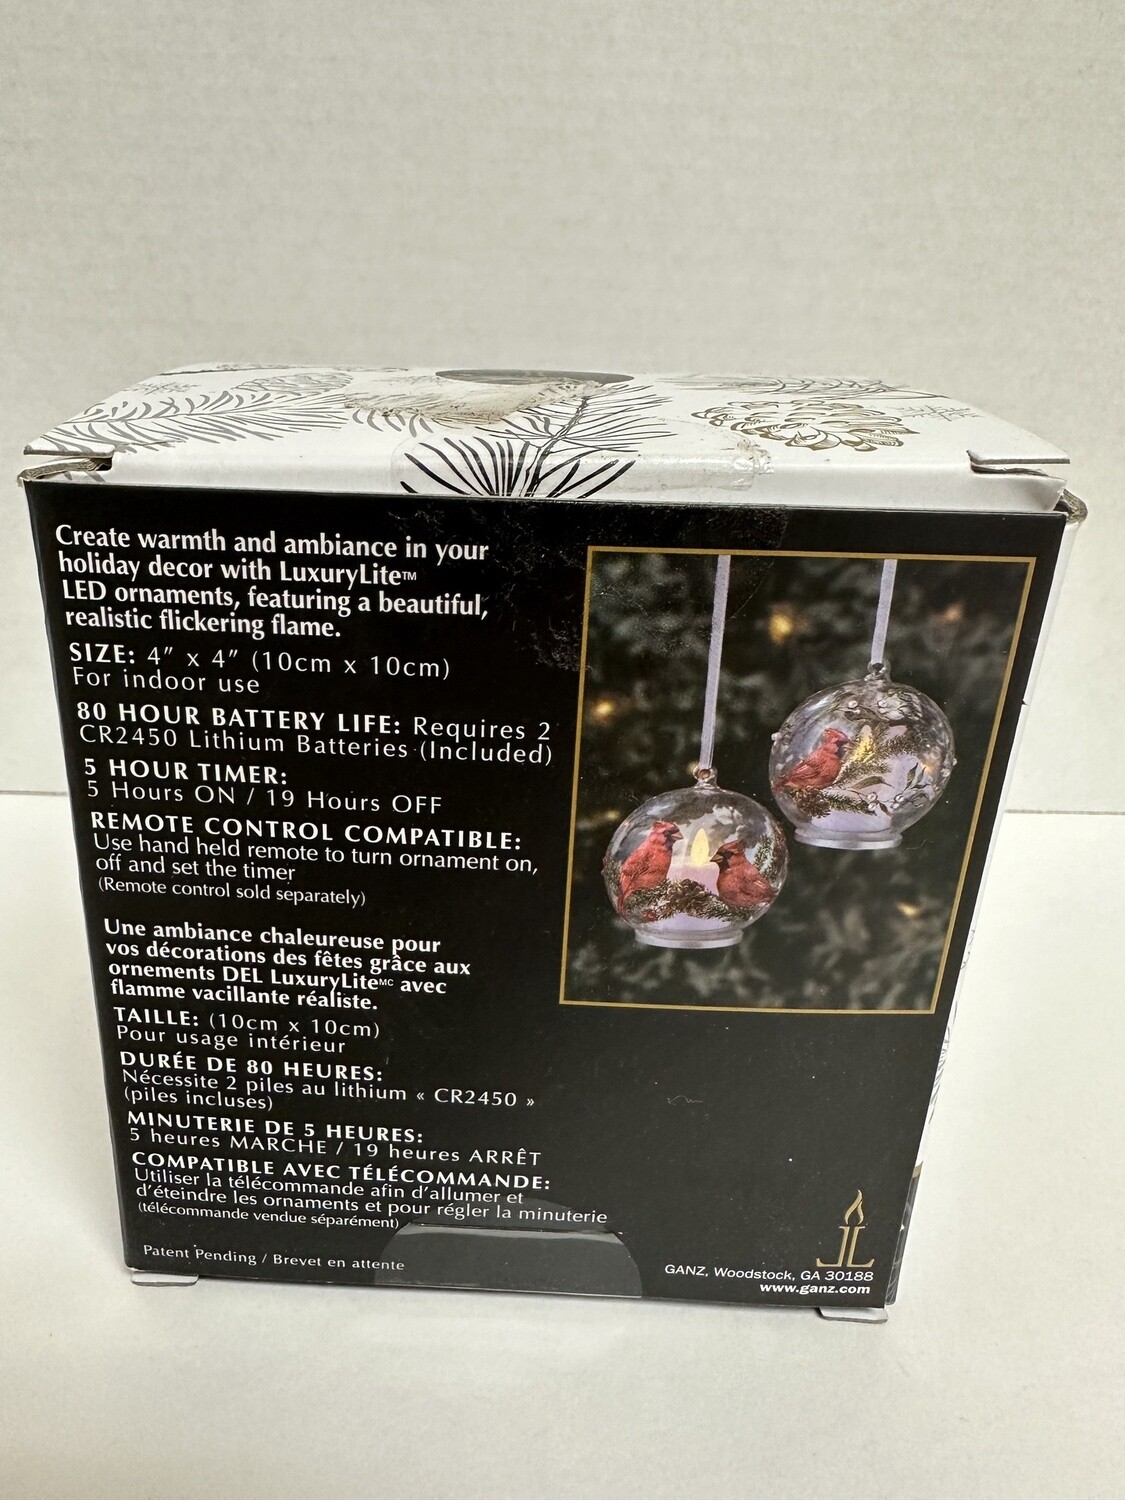 Create warmth and ambiance in your
holiday decor with LuxuryLite™
LED ornaments, featuring a beautiful,
realistic flickering flame.
SIZE: 4” x 4” (10cm x 10cm)
For indoor use
80 HOUR BATTERY LIFE: Requires 2
CR2450 Lithium Batteries (Included)
5 HOUR TIMER:
5 Hours ON / 19 Hours OFF
REMOTE CONTROL COMPATIBLE:
Use hand held remote to turn ornament on,
off and set the timer
(Remote control sold separately)
Une ambiance chaleureuse pour
vos décorations des fêtes grâce aux
ornements DEL LuxuryLiteᴹᶜ avec
flamme vacillante réaliste.
TAILLE: (10cm x 10cm)
Pour usage intérieur
DURÉE DE 80 HEURES:
Nécessite 2 piles au lithium « CR2450 »
(piles incluses)
MINUTERIE DE 5 HEURES:
5 heures MARCHE / 19 heures ARRÊT
COMPATIBLE AVEC TÉLÉCOMMANDE:
Utiliser la télécommande afin d’allumer et
d’éteindre les ornements et pour régler la minuterie
(télécommande vendue séparément)
Patent Pending / Brevet en attente
GANZ, Woodstock, GA 30188
www.ganz.com